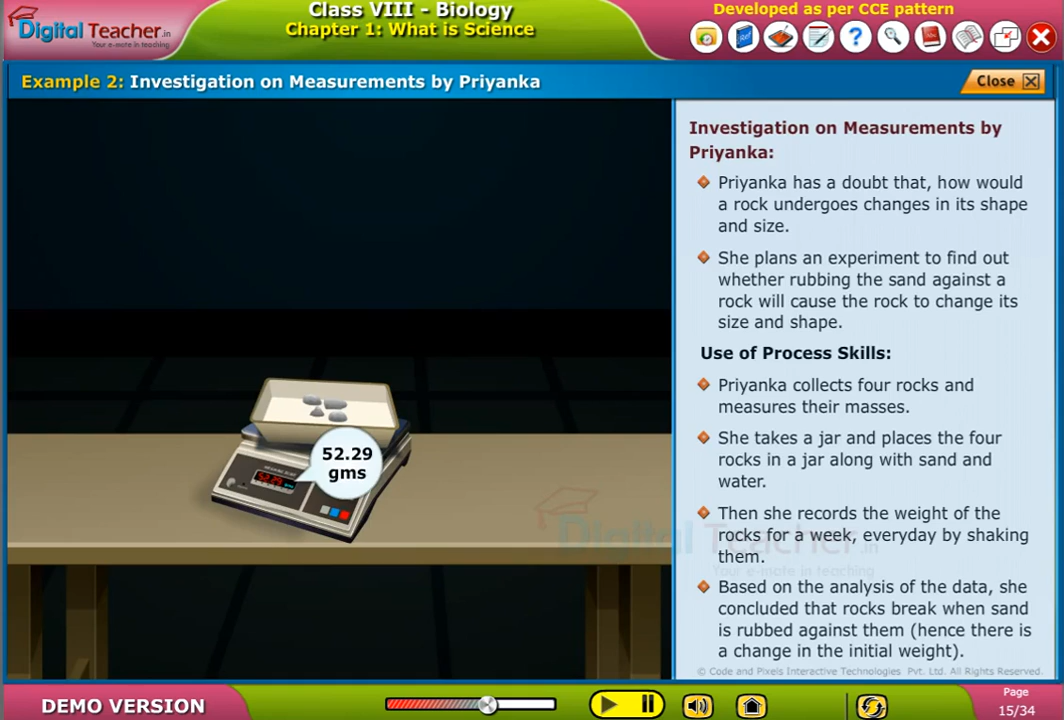 Digital Teacher.in
Your e-mate in teaching
Class VIII - Biology
Chapter 1: What is Science
Developed as per CCE pattern
Example 2: Investigation on Measurements by Priyanka
Close
52.29
gms
Investigation on Measurements by
Priyanka:
Priyanka has a doubt that, how would
a rock undergoes changes in its shape
and size.
She plans an experiment to find out
whether rubbing the sand against a
rock will cause the rock to change its
size and shape.
Use of Process Skills:
Priyanka collects four rocks and
measures their masses.
She takes a jar and places the four
rocks in a jar along with sand and
water.
Then she records the weight of the
rocks for a week, everyday by shaking
them.
Based on the analysis of the data, she
concluded that rocks break when sand
is rubbed against them (hence there is
a change in the initial weight).
Digital Teacher.in
Your e-mate in teaching
© Code and Pixels Interactive Technologies Pvt. Ltd. All Rights Reserved.
DEMO VERSION
Page
15/34